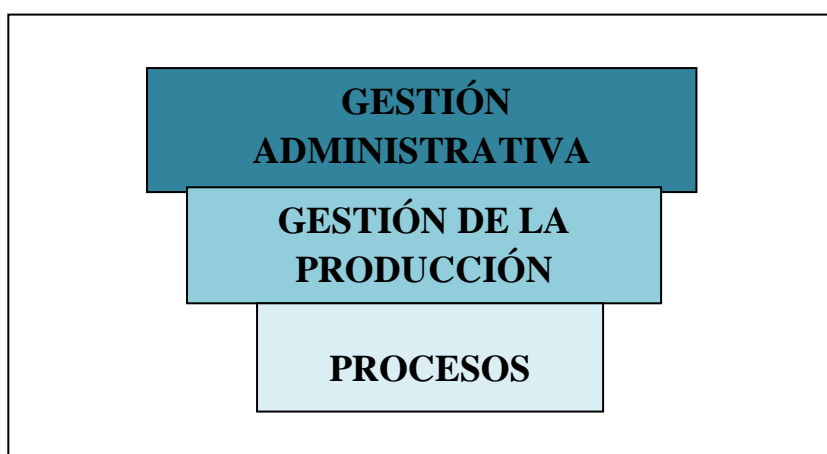 GESTIÓN
ADMINISTRATIVA
GESTIÓN DE LA
PRODUCCIÓN
PROCESOS